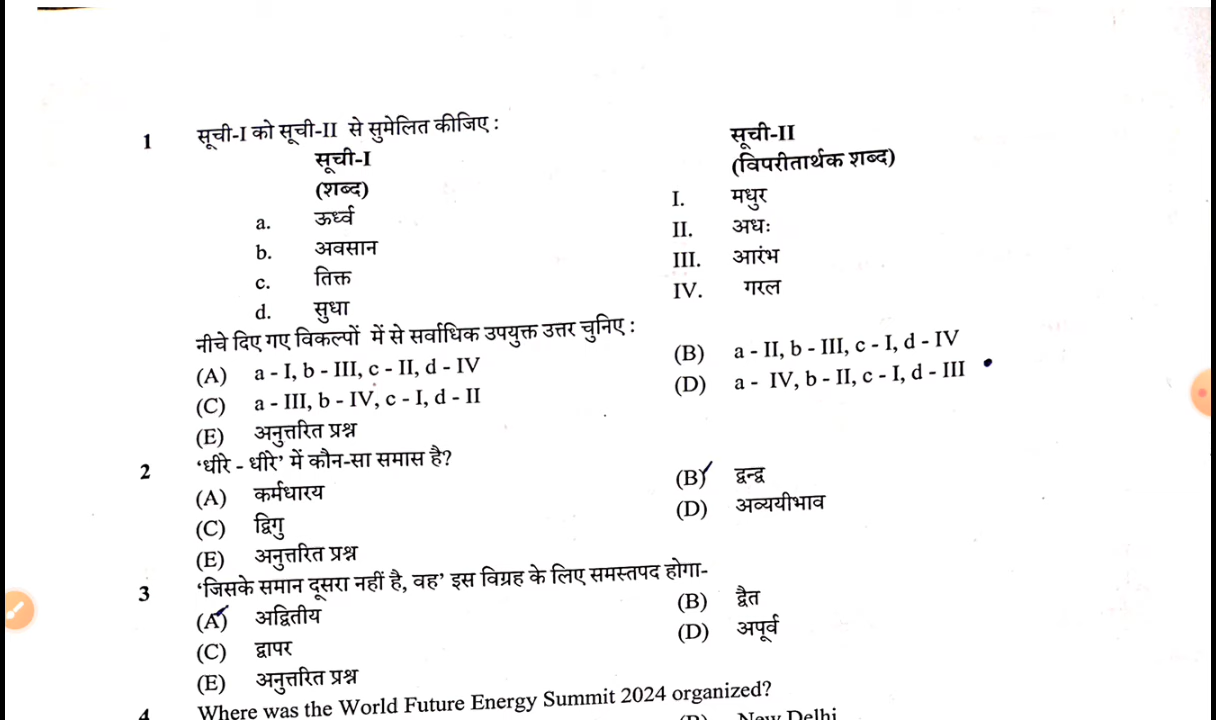 1 सूची-I को सूची-II से सुमेलित कीजिए :
सूची-I सूची-II
(शब्द) (विपरीतार्थक शब्द)
a. ऊर्ध्व I. मधुर
b. अवसान II. अधः
c. तिक्त III. आरंभ
d. सुधा IV. गरल
नीचे दिए गए विकल्पों में से सर्वाधिक उपयुक्त उत्तर चुनिए :
(A) a - I, b - III, c - II, d - IV (B) a - II, b - III, c - I, d - IV
(C) a - III, b - IV, c - I, d - II (D) a - IV, b - II, c - I, d - III
(E) अनुत्तरित प्रश्न
2 ‘धीरे - धीरे’ में कौन-सा समास है?
(A) कर्मधारय (B) द्वन्द्व
(C) द्विगु (D) अव्ययीभाव
(E) अनुत्तरित प्रश्न
3 ‘जिसके समान दूसरा नहीं है, वह’ इस विग्रह के लिए समस्तपद होगा-
(A) अद्वितीय (B) द्वैत
(C) द्वापर (D) अपूर्व
(E) अनुत्तरित प्रश्न
4 Where was the World Future Energy Summit 2024 organized?
(B) New Delhi